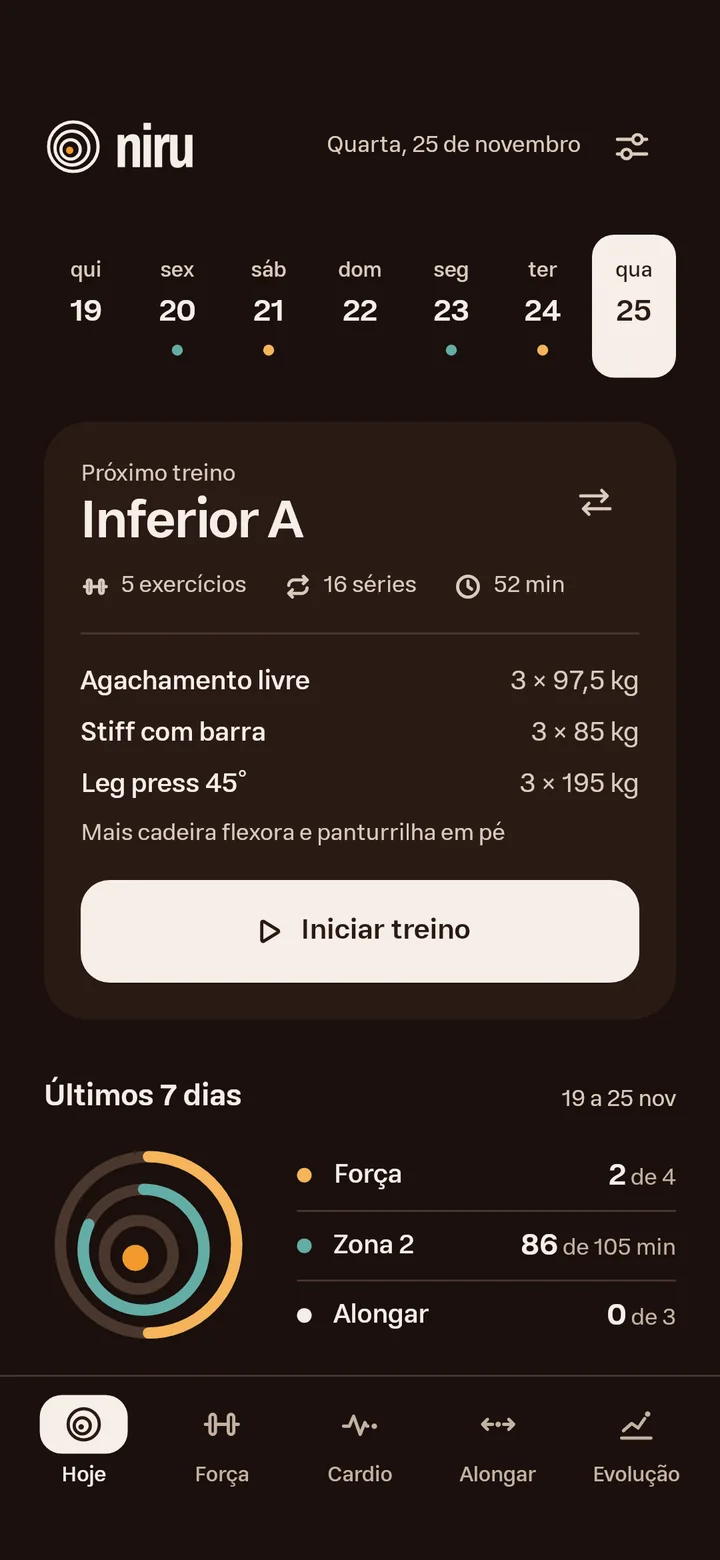 niru
Quarta, 25 de novembro
qui sex sáb dom seg ter qua
19 20 21 22 23 24 25
Próximo treino
Inferior A
5 exercícios 16 séries 52 min
Agachamento livre 3 × 97,5 kg
Stiff com barra 3 × 85 kg
Leg press 45° 3 × 195 kg
Mais cadeira flexora e panturrilha em pé
Iniciar treino
Últimos 7 dias 19 a 25 nov
Força 2 de 4
Zona 2 86 de 105 min
Alongar 0 de 3
Hoje Força Cardio Alongar Evolução